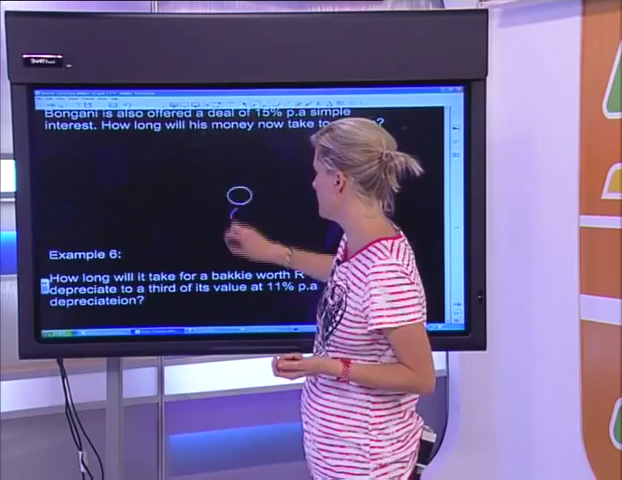 Bongani is also offered a deal of 15% p.a simple
interest. How long will his money now take to ?
Example 6:
How long will it take for a bakkie worth R
depreciate to a third of its value at 11% p.a
depreciateion?